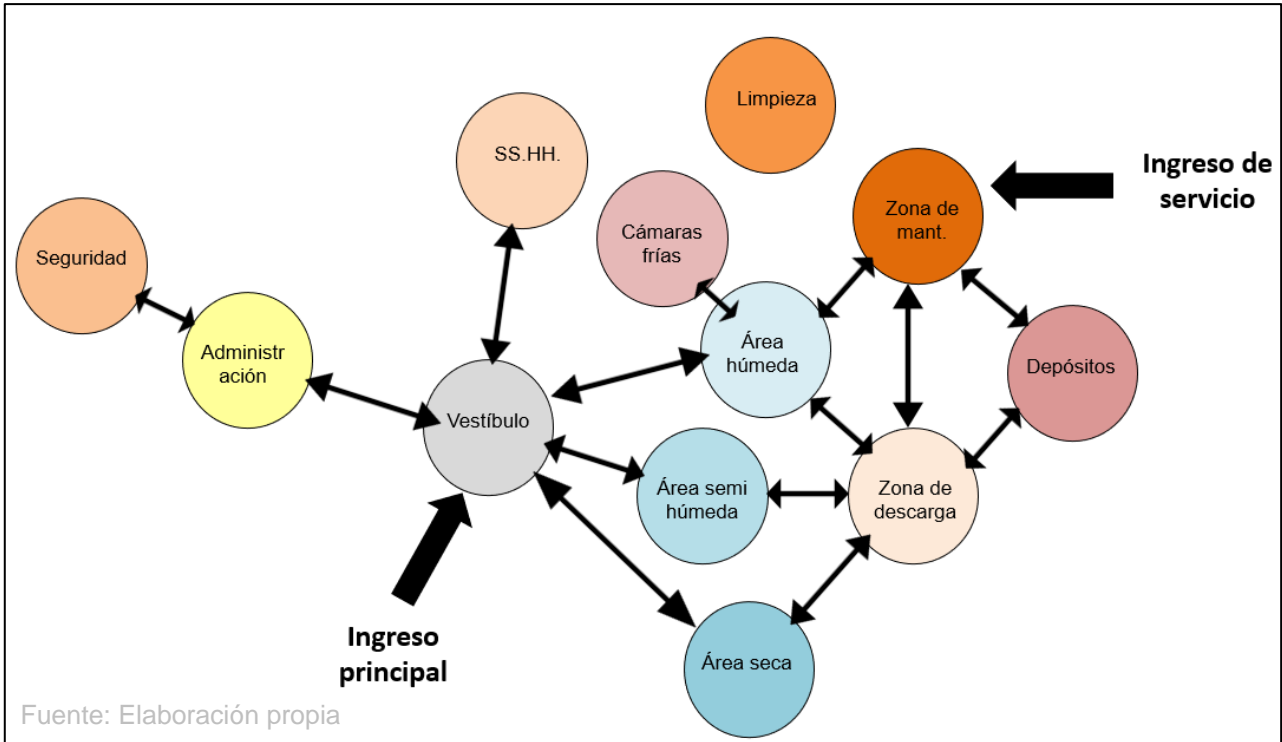 Limpieza
SS.HH.
Ingreso de
servicio
Zona de
mant.
Cámaras
frías
Seguridad
Administr
ación
Área
húmeda
Depósitos
Vestíbulo
Área semi
húmeda
Zona de
descarga
Ingreso
principal
Área seca
Fuente: Elaboración propia